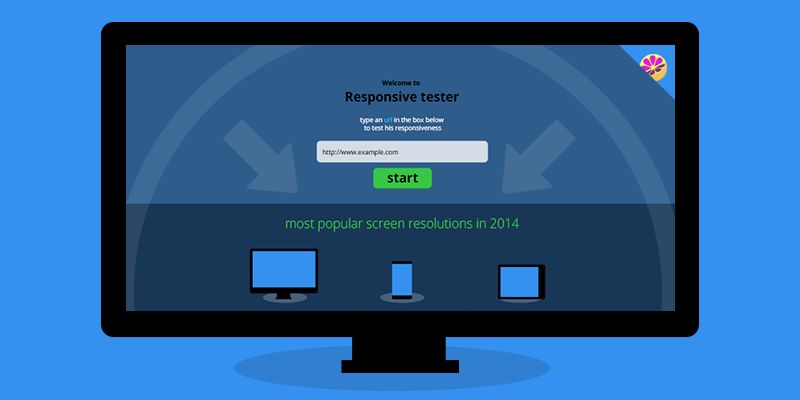 Welcome to
Responsive tester
type an url in the box below
to test his responsiveness
http://www.example.com
start
most popular screen resolutions in 2014